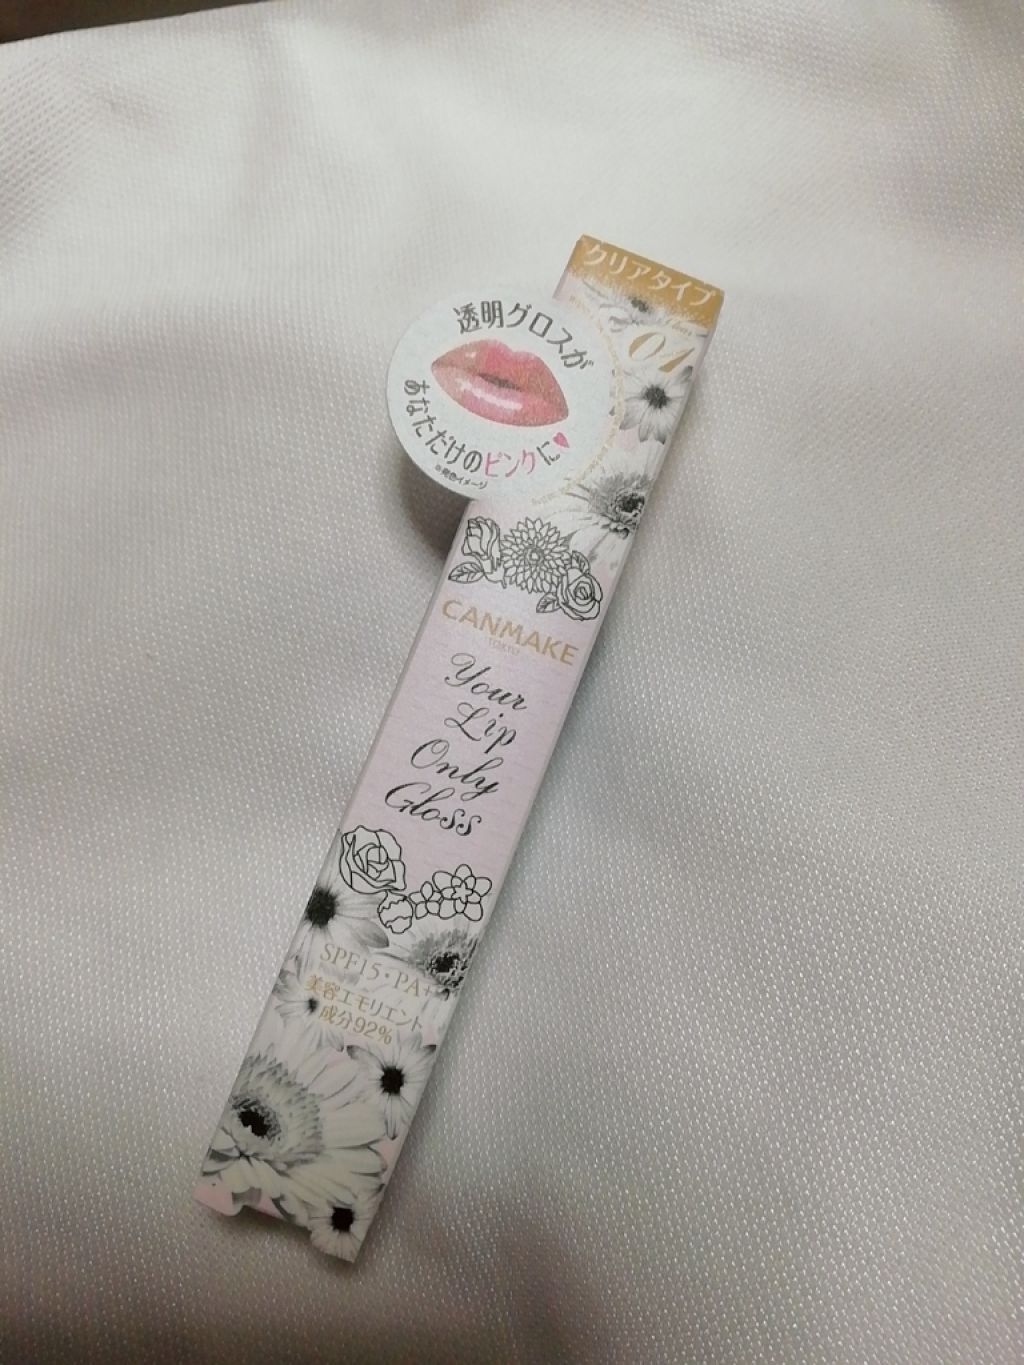 クリアタイプ
01
透明グロスが
あなただけのピンクに
※発色イメージ
CANMAKE
TOKYO
Your
Lip
Only
Gloss
SPF15・PA+
美容エモリエント
成分92%